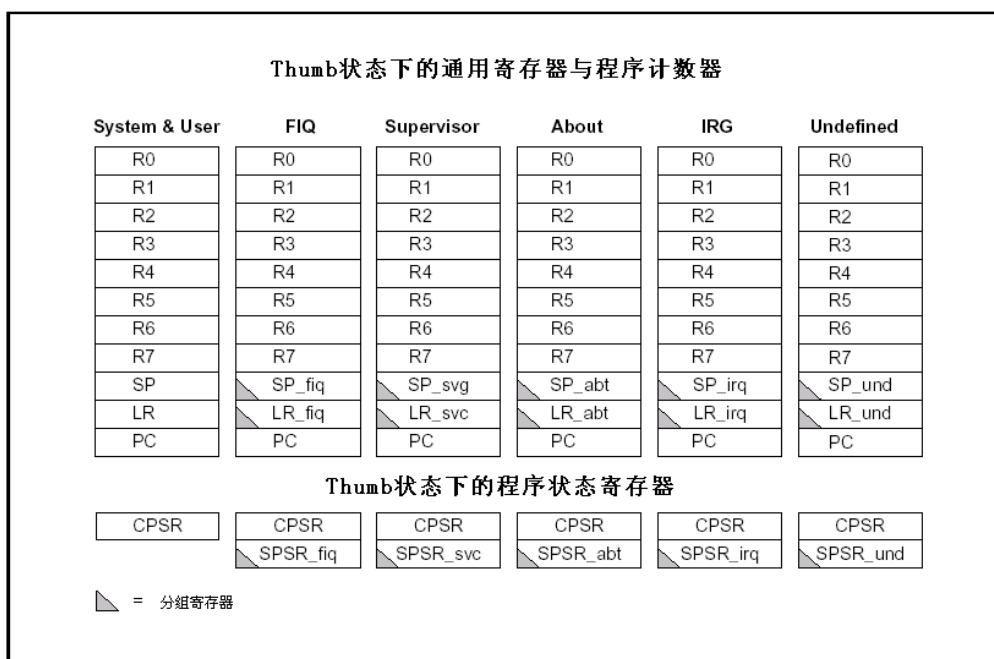 Thumb状态下的通用寄存器与程序计数器
System & User FIQ Supervisor About IRG Undefined
R0 R0 R0 R0 R0 R0
R1 R1 R1 R1 R1 R1
R2 R2 R2 R2 R2 R2
R3 R3 R3 R3 R3 R3
R4 R4 R4 R4 R4 R4
R5 R5 R5 R5 R5 R5
R6 R6 R6 R6 R6 R6
R7 R7 R7 R7 R7 R7
SP SP_fiq SP_svg SP_abt SP_irq SP_und
LR LR_fiq LR_svc LR_abt LR_irq LR_und
PC PC PC PC PC PC
Thumb状态下的程序状态寄存器
CPSR CPSR CPSR CPSR CPSR CPSR
SPSR_fiq SPSR_svc SPSR_abt SPSR_irq SPSR_und
= 分组寄存器